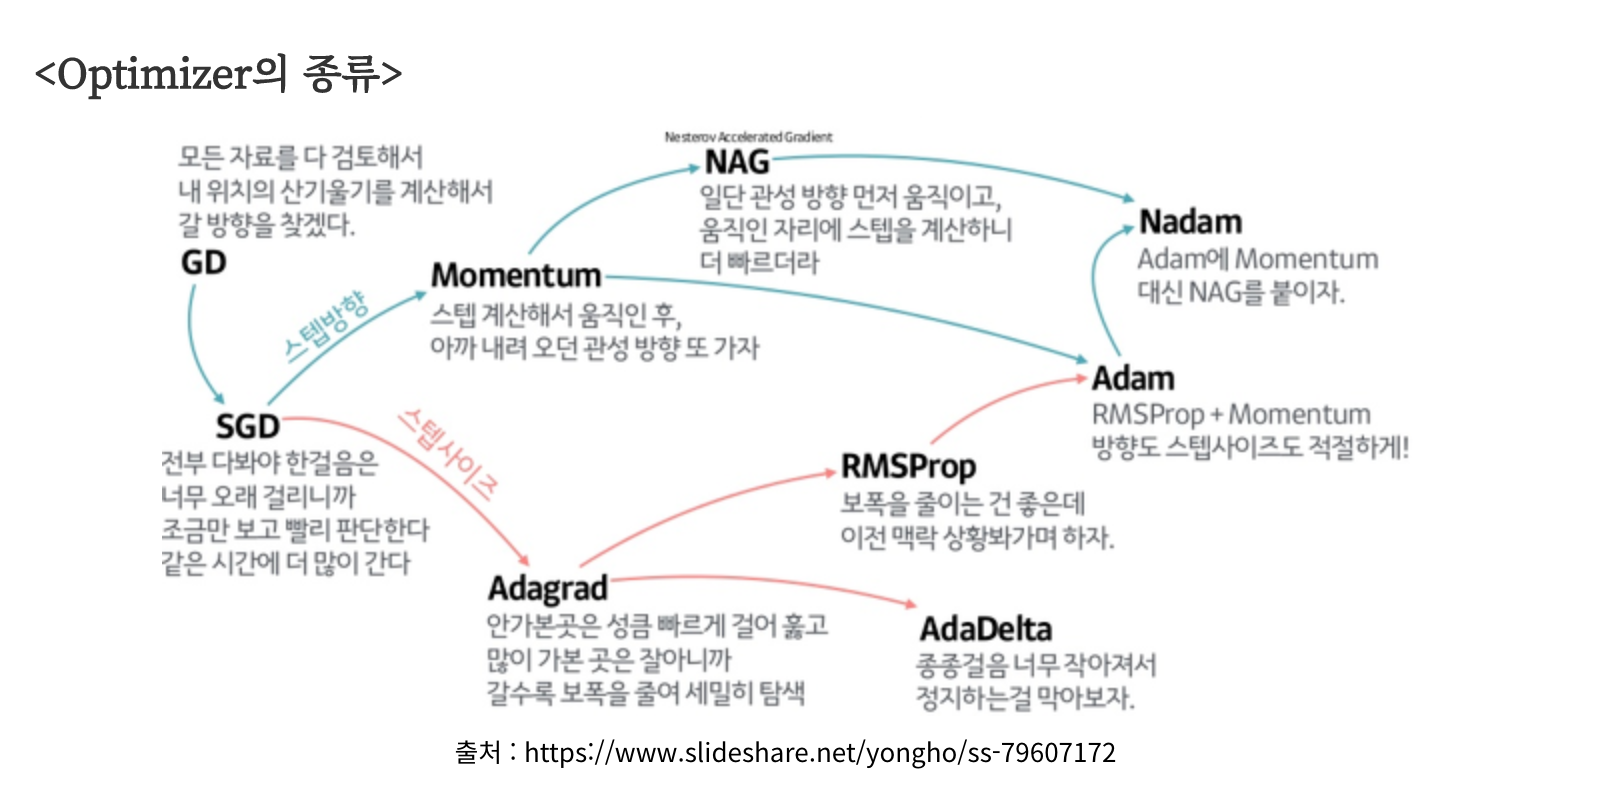 <Optimizer의 종류>
모든 자료를 다 검토해서
내 위치의 산기울기를 계산해서
갈 방향을 찾겠다.
GD
스텝방향
SGD
전부 다봐야 한걸음은
너무 오래 걸리니까
조금만 보고 빨리 판단한다
같은 시간에 더 많이 간다
Momentum
스텝 계산해서 움직인 후,
아까 내려 오던 관성 방향 또 가자
Nesterov Accelerated Gradient
NAG
일단 관성 방향 먼저 움직이고,
움직인 자리에 스텝을 계산하니
더 빠르더라
Nadam
Adam에 Momentum
대신 NAG를 붙이자.
Adam
RMSProp + Momentum
방향도 스텝사이즈도 적절하게!
스텝사이즈
RMSProp
보폭을 줄이는 건 좋은데
이전 맥락 상황봐가며 하자.
Adagrad
안가본곳은 성큼 빠르게 걸어 훓고
많이 가본 곳은 잘아니까
갈수록 보폭을 줄여 세밀히 탐색
AdaDelta
종종걸음 너무 작아져서
정지하는걸 막아보자.
출처 : https://www.slideshare.net/yongho/ss-79607172